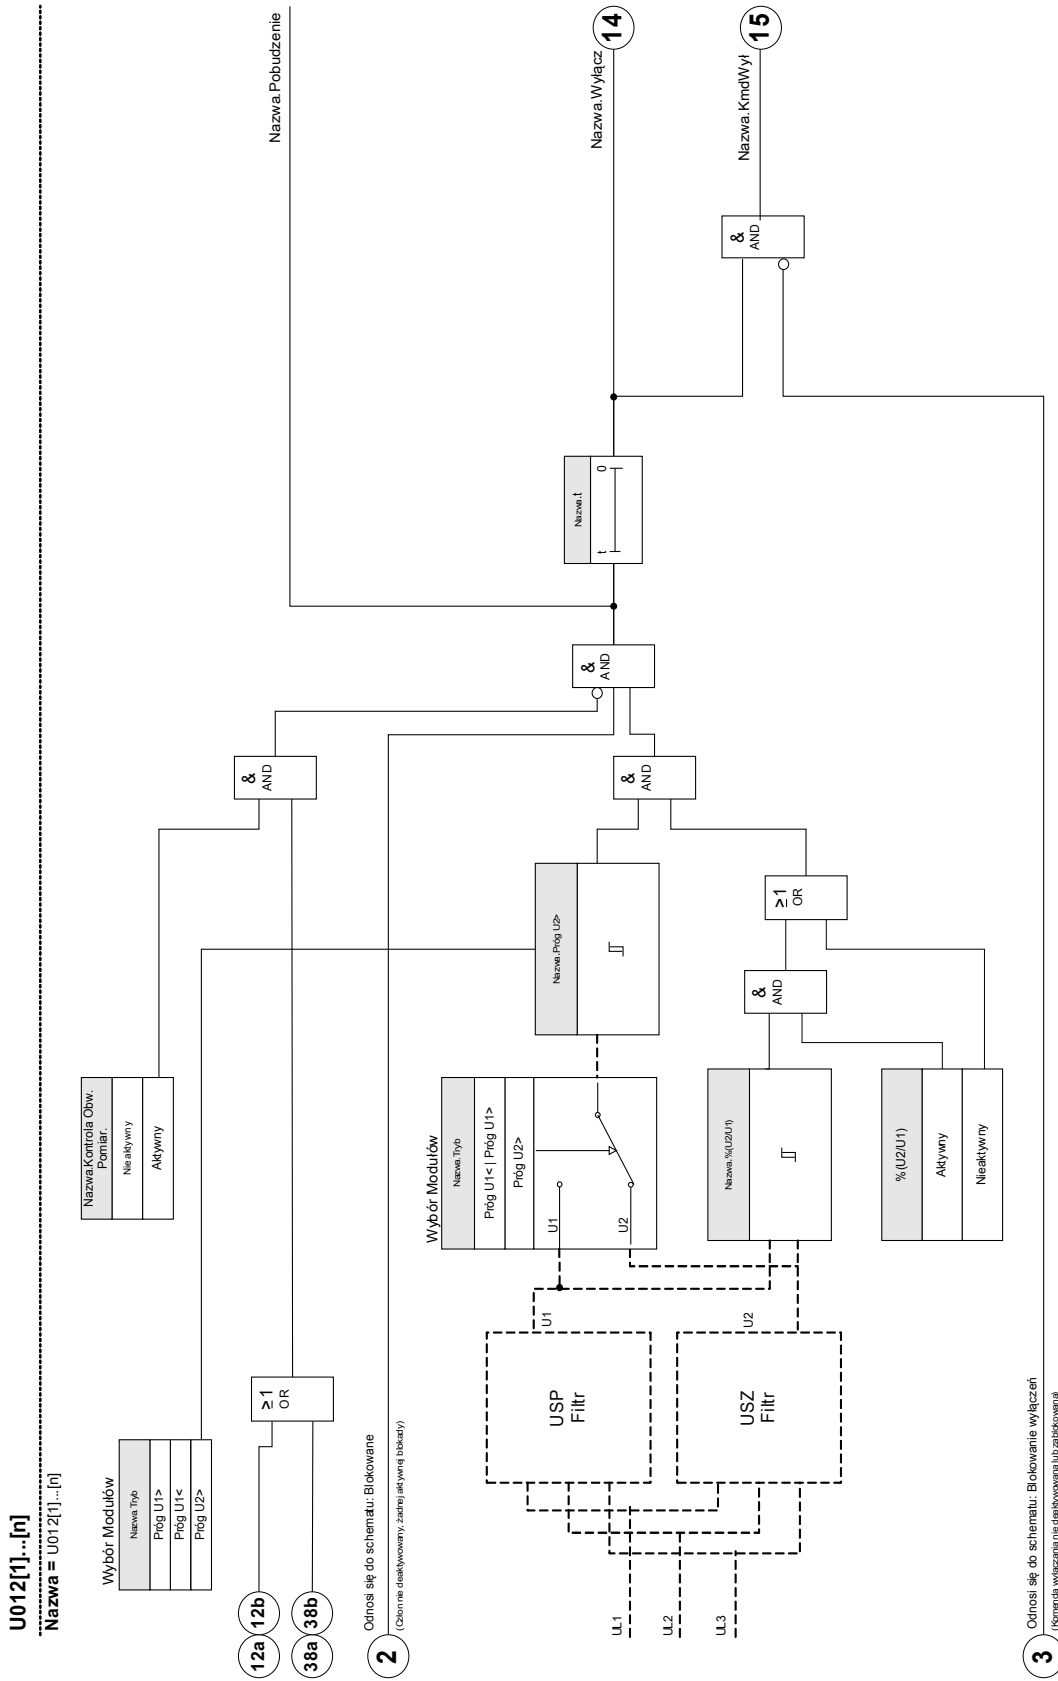 U012[1]...[n]
Nazwa = U012[1]...[n]
Wybór Modułów
Nazwa.Tryb
Próg U1>
Próg U1<
Próg U2>
Nazwa.Kontrola Obw.
Pomiar.
Nieaktywny
Aktywny
12a
12b
38a
38b
≥1
OR
&
AND
Nazwa.Pobudzenie
2
Odnosi się do schematu: Blokowane
(Człon nie deaktywowany, żadnej aktywnej blokady)
Wybór Modułów
Nazwa.Tryb
Próg U1< | Próg U1>
Próg U2>
U1
U2
Nazwa.Próg U2>
&
AND
&
AND
Nazwa.t
t
0
Nazwa.Wyłącz
14
UL1
UL2
UL3
USP
Filtr
U1
USZ
Filtr
U2
Nazwa.%(U2/U1)
%(U2/U1)
Aktywny
Nieaktywny
&
AND
≥1
OR
&
AND
Nazwa.KmdWył
15
3
Odnosi się do schematu: Blokowanie wyłączeń
(Komenda wyłączania nie deaktywowana lub zablokowana)